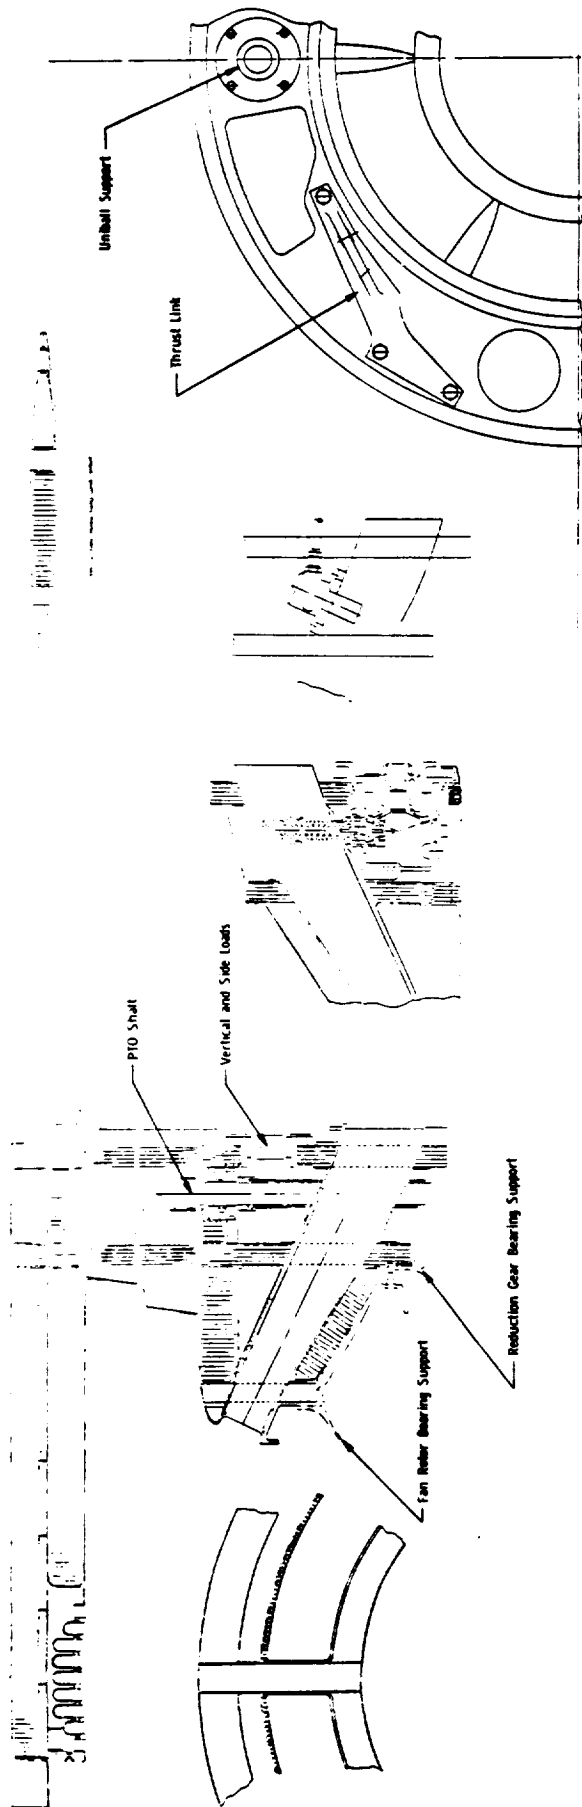 Uniball Support
Thrust Link
PTO Shaft
Vertical and Side Loads
Reduction Gear Bearing Support
Fan Rotor Bearing Support